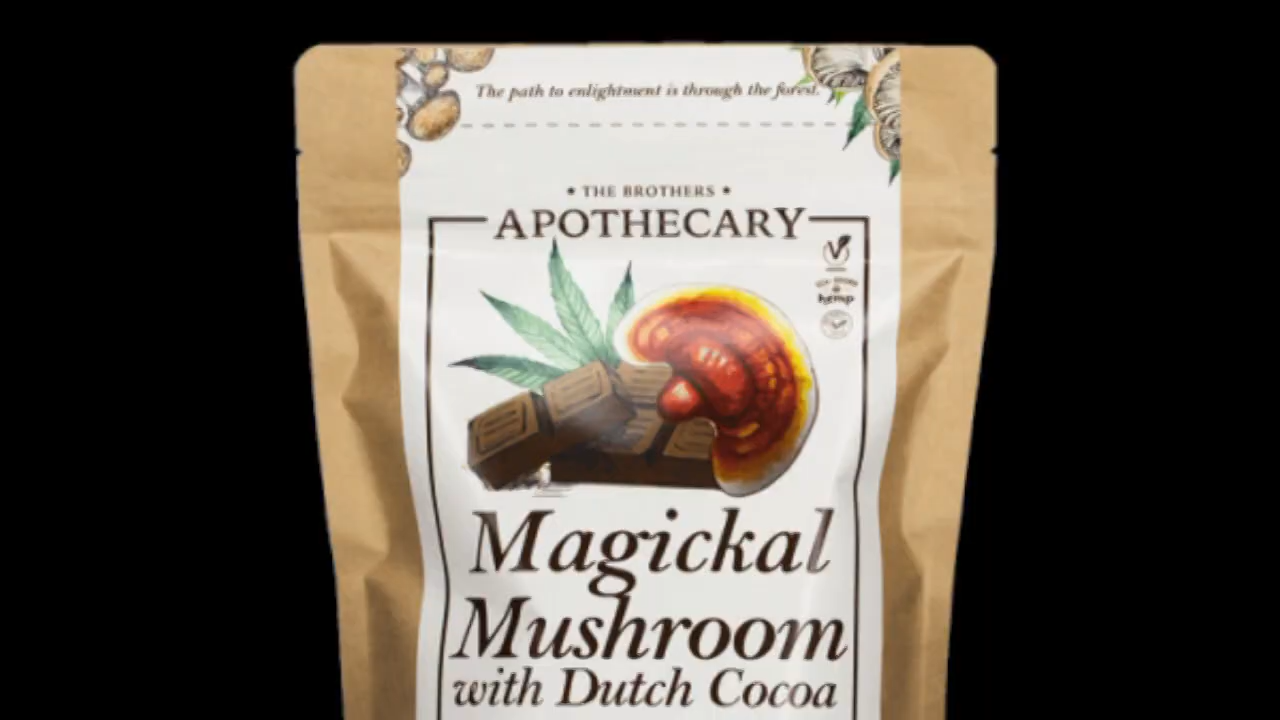 The path to enlightment is through the forest.
• THE BROTHERS •
APOTHECARY
hemp
Magickal
Mushroom
with Dutch Cocoa